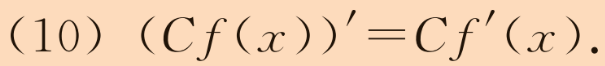 (10) (Cf(x))′=Cf′(x).